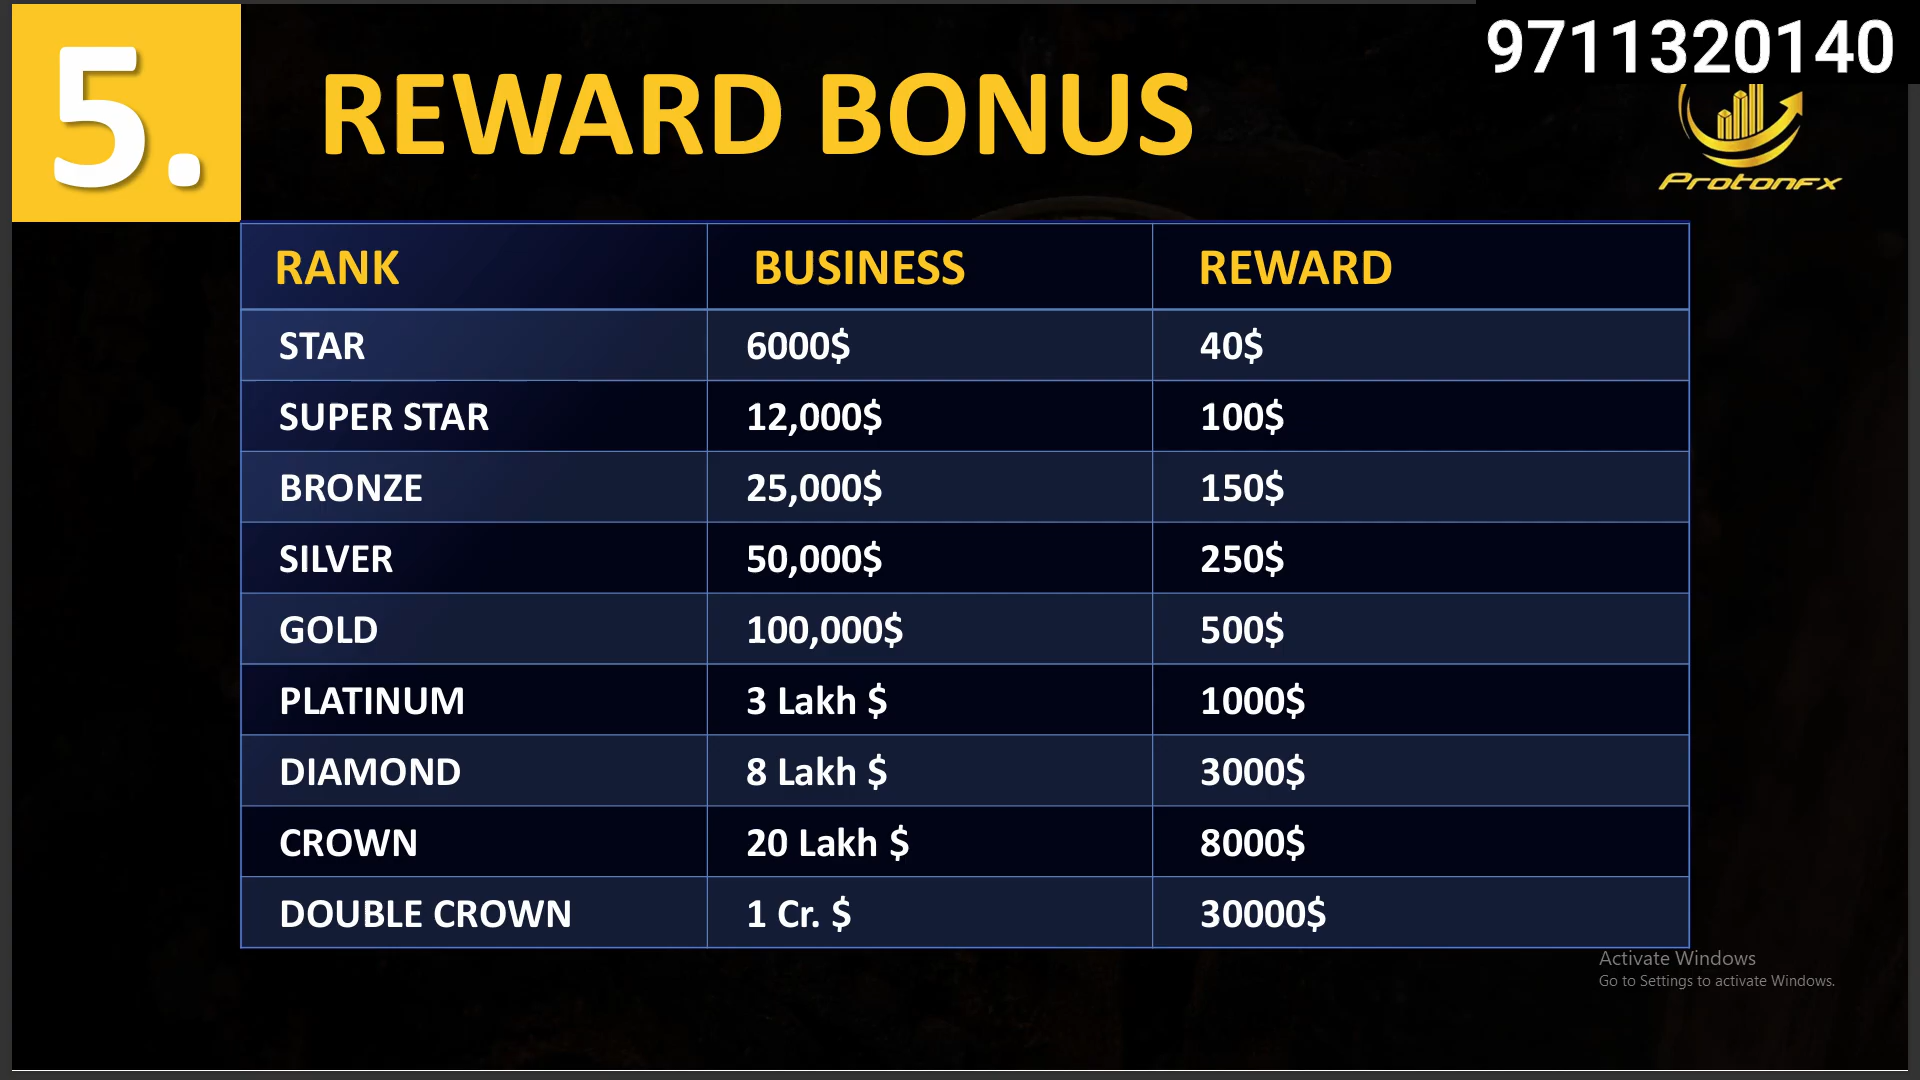 5.
REWARD BONUS
9711320140
Protonfx
RANK BUSINESS REWARD
STAR 6000$ 40$
SUPER STAR 12,000$ 100$
BRONZE 25,000$ 150$
SILVER 50,000$ 250$
GOLD 100,000$ 500$
PLATINUM 3 Lakh $ 1000$
DIAMOND 8 Lakh $ 3000$
CROWN 20 Lakh $ 8000$
DOUBLE CROWN 1 Cr. $ 30000$
Activate Windows
Go to Settings to activate Windows.